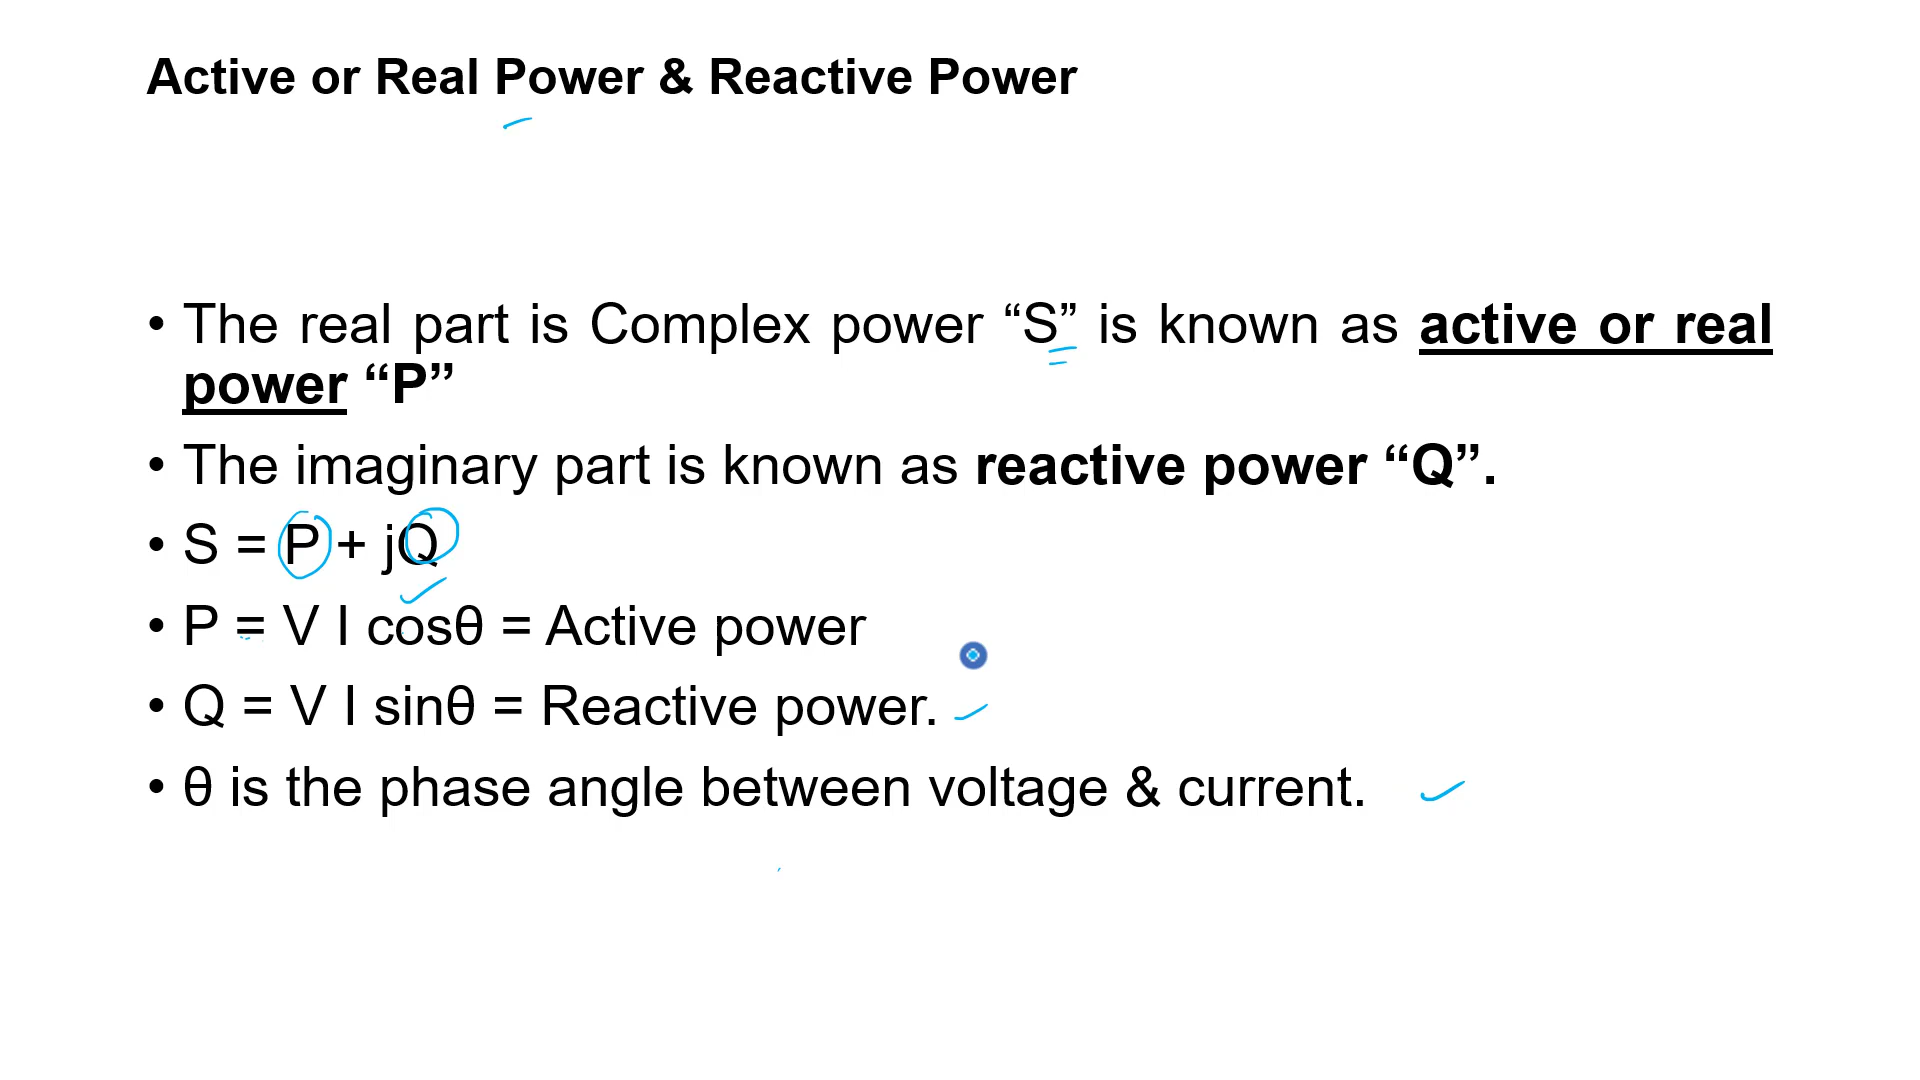 Active or Real Power & Reactive Power
• The real part is Complex power “S” is known as active or real
power “P”
• The imaginary part is known as reactive power “Q”.
• S = P + jQ
• P = V I cosθ = Active power
• Q = V I sinθ = Reactive power.
• θ is the phase angle between voltage & current.